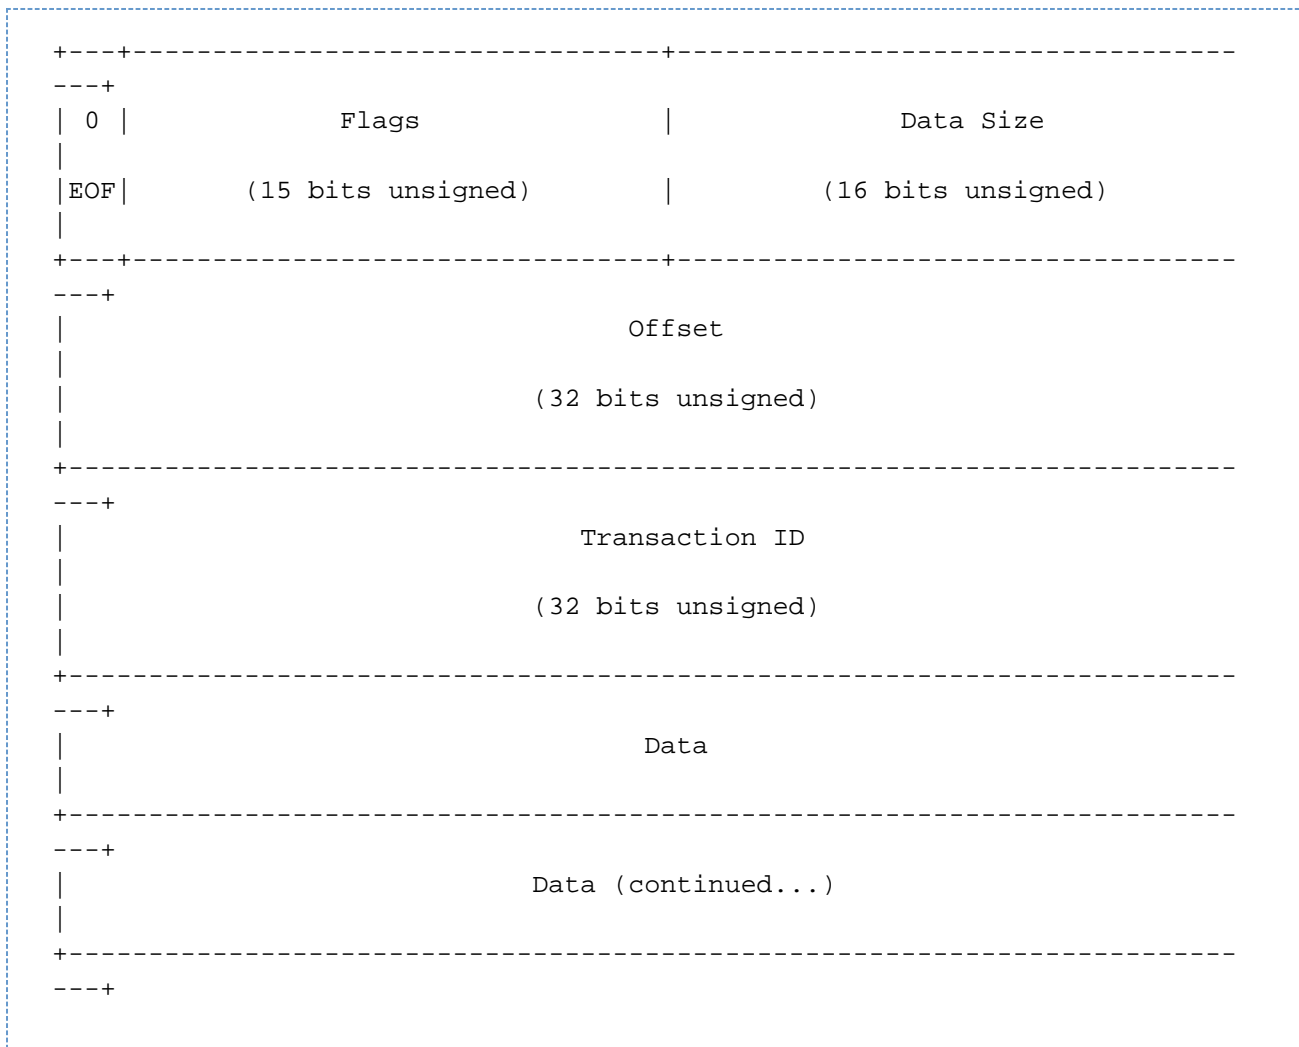 +---+---------------------------------+-----------------------------------
---+
| 0 |             Flags               |              Data Size
|
|EOF|       (15 bits unsigned)        |         (16 bits unsigned)
|
+---+---------------------------------+-----------------------------------
---+
|                                   Offset
|
|                             (32 bits unsigned)
|
+-------------------------------------------------------------------------
---+
|                                Transaction ID
|
|                             (32 bits unsigned)
|
+-------------------------------------------------------------------------
---+
|                                    Data
|
+-------------------------------------------------------------------------
---+
|                             Data (continued...)
|
+-------------------------------------------------------------------------
---+